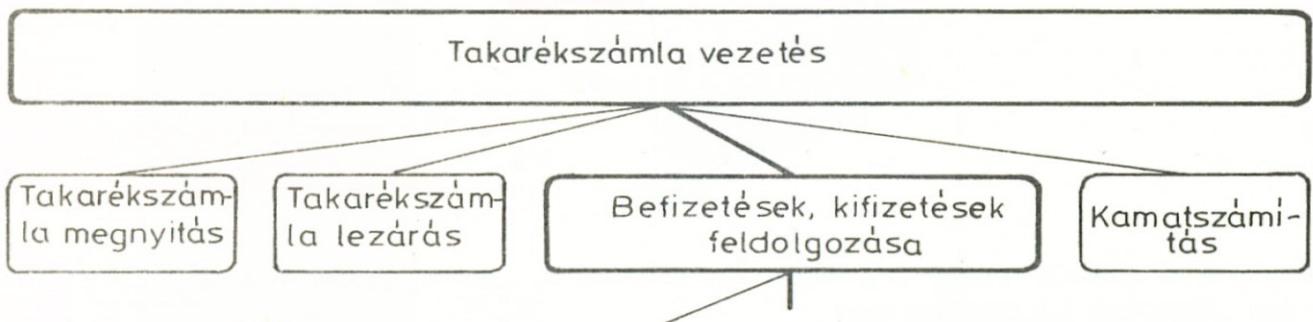 Takarékszámla vezetés
Takarékszám-
la megnyitás
Takarékszám-
la lezárás
Befizetések, kifizetések
feldolgozása
Kamatszámí-
tás